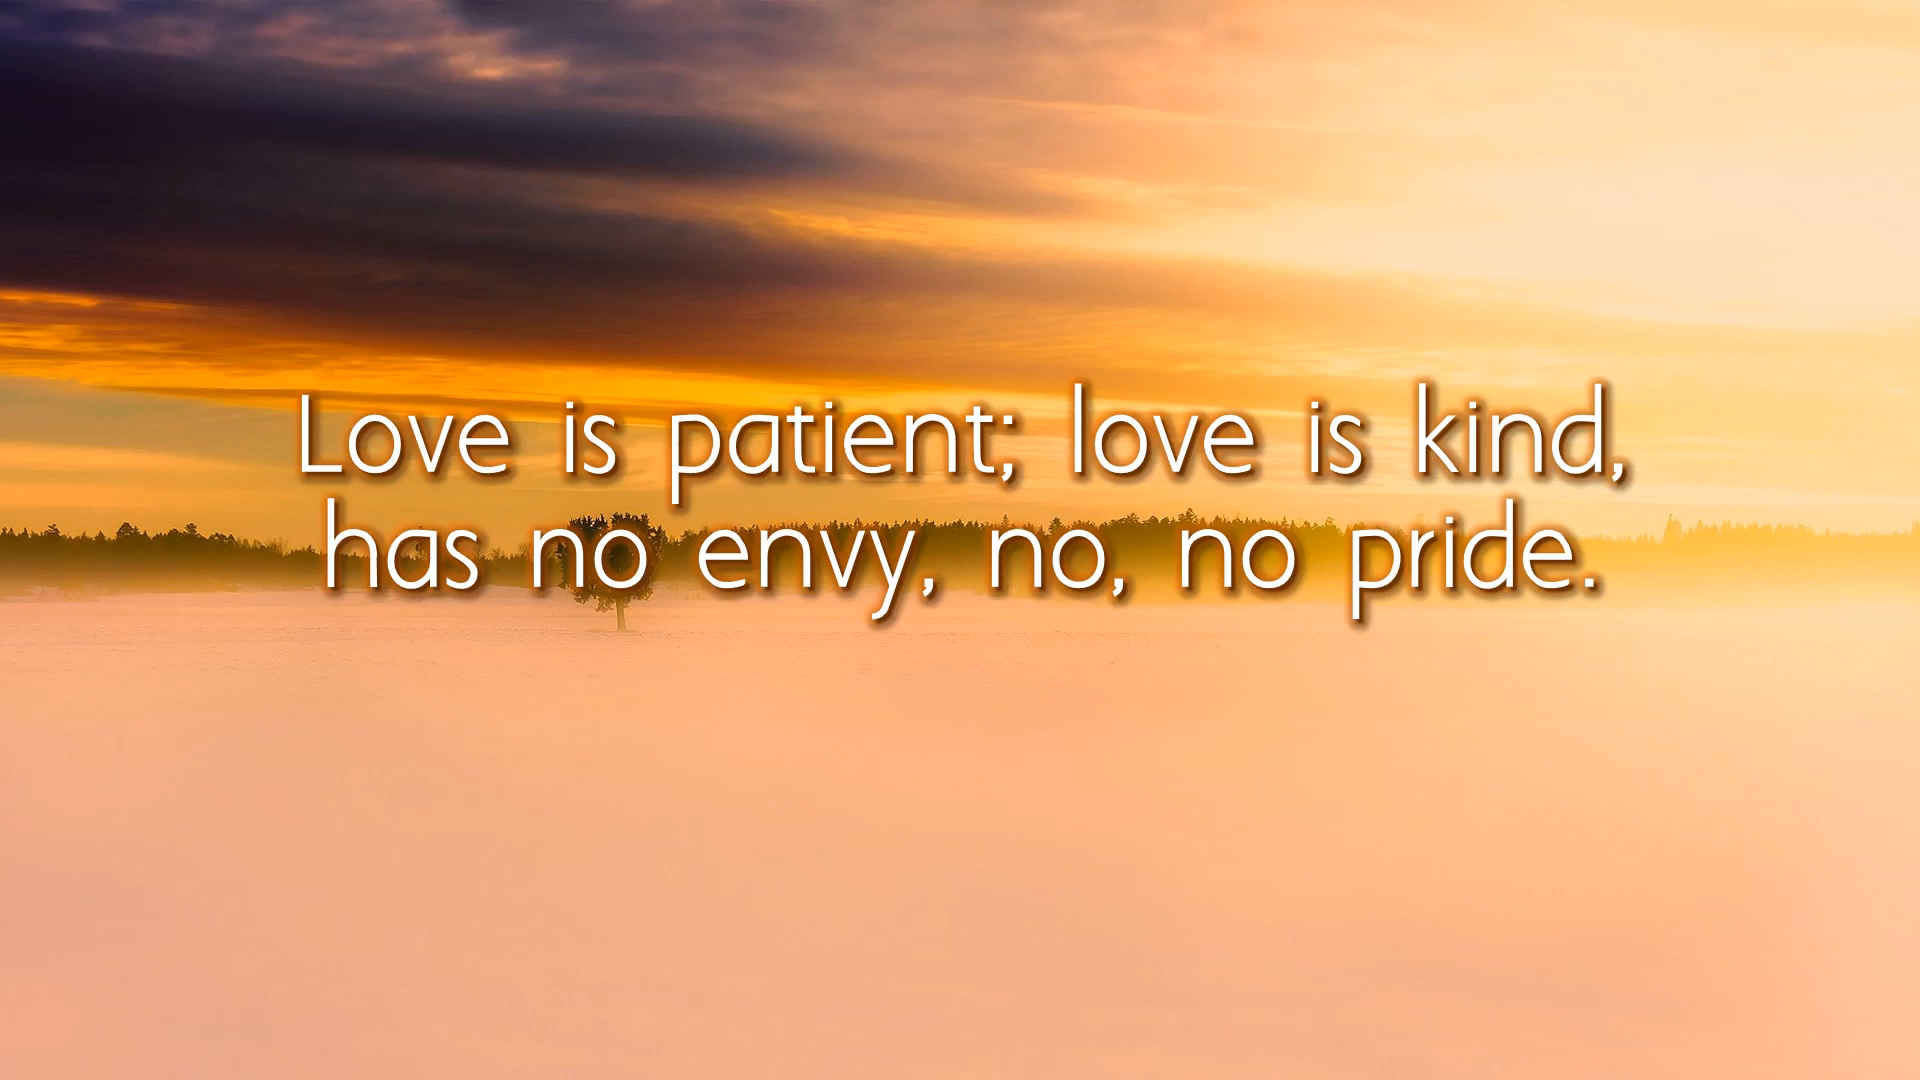 Love is patient; love is kind,
has no envy, no, no pride.